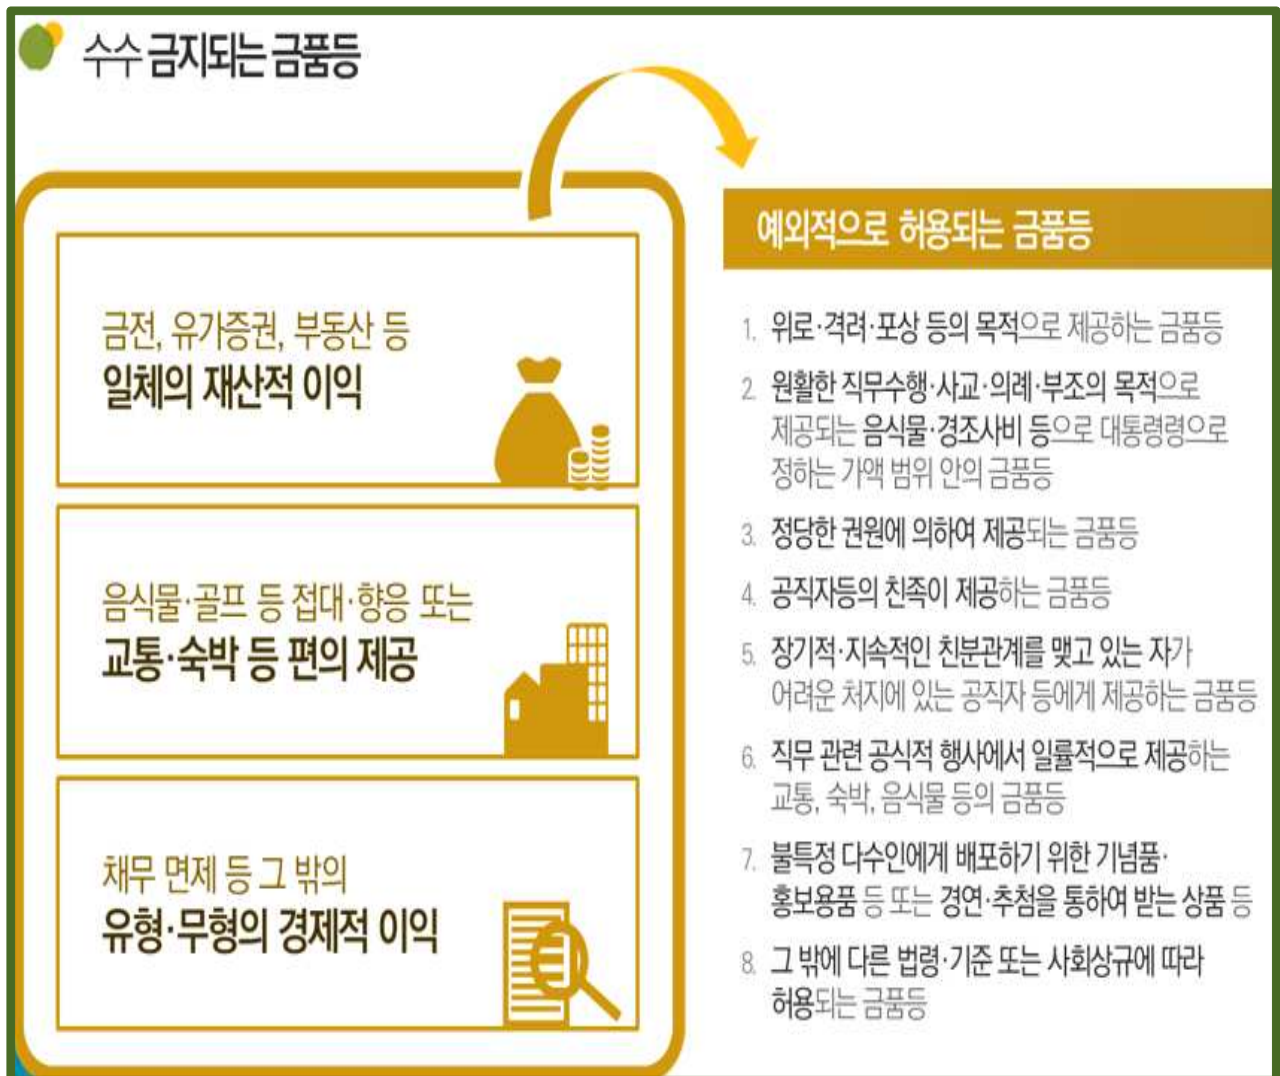 수수 금지되는 금품등
금전, 유가증권, 부동산 등
일체의 재산적 이익
음식물·골프 등 접대·향응 또는
교통·숙박 등 편의 제공
채무 면제 등 그 밖의
유형·무형의 경제적 이익
예외적으로 허용되는 금품등
1. 위로·격려·포상 등의 목적으로 제공하는 금품등
2. 원활한 직무수행·사교·의례·부조의 목적으로
제공되는 음식물·경조사비 등으로 대통령령으로
정하는 가액 범위 안의 금품등
3. 정당한 권원에 의하여 제공되는 금품등
4. 공직자등의 친족이 제공하는 금품등
5. 장기적·지속적인 친분관계를 맺고 있는 자가
어려운 처지에 있는 공직자 등에게 제공하는 금품등
6. 직무 관련 공식적 행사에서 일률적으로 제공하는
교통, 숙박, 음식물 등의 금품등
7. 불특정 다수인에게 배포하기 위한 기념품·
홍보용품 등 또는 경연·추첨을 통하여 받는 상품 등
8. 그 밖에 다른 법령·기준 또는 사회상규에 따라
허용되는 금품등